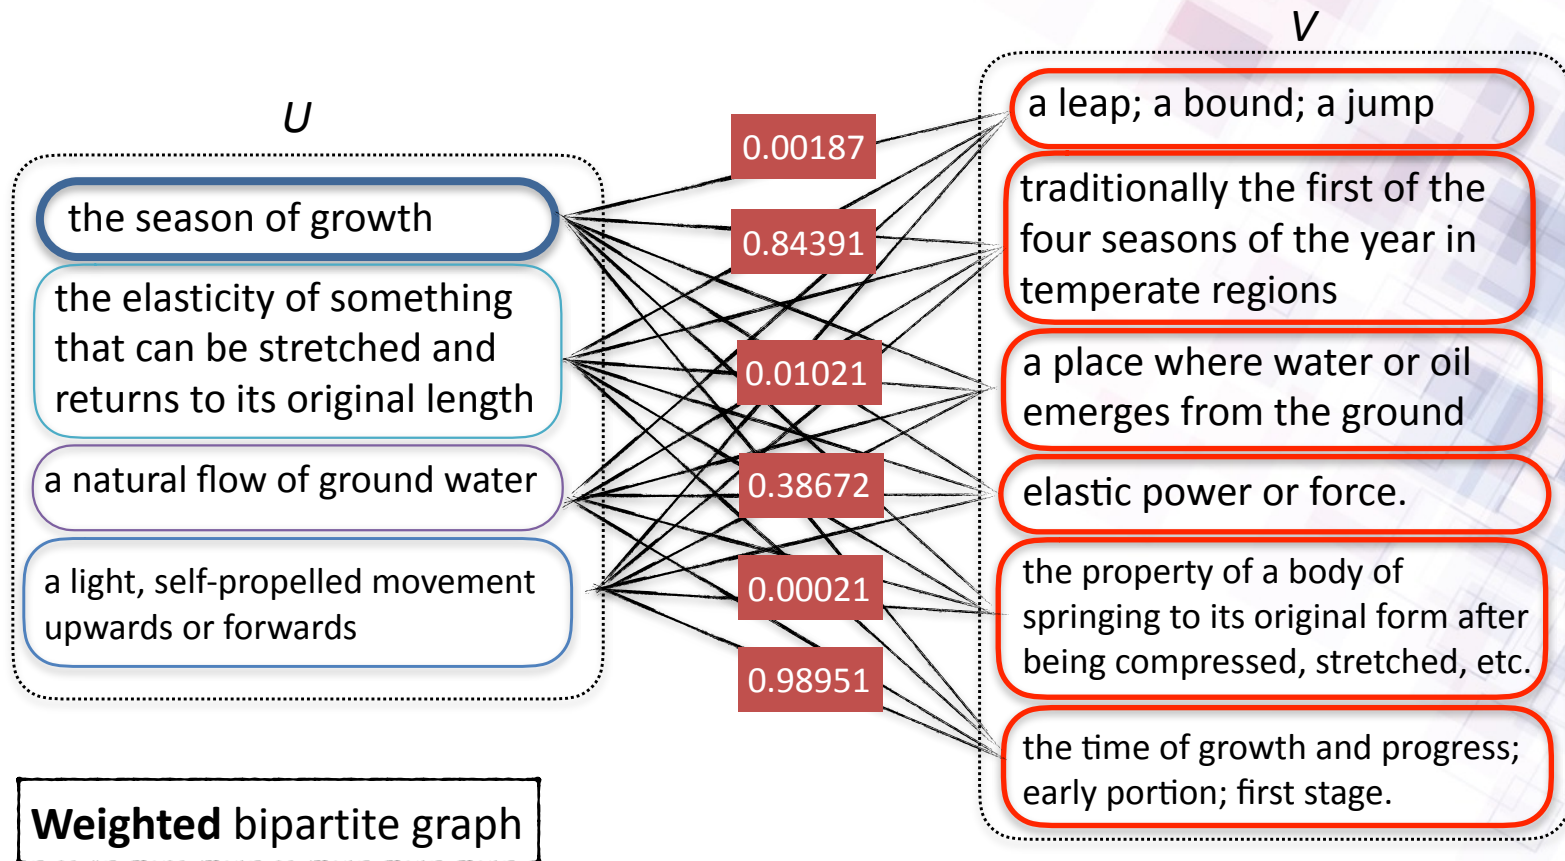 U
the season of growth
the elasticity of something
that can be stretched and
returns to its original length
a natural flow of ground water
a light, self-propelled movement
upwards or forwards
0.00187
0.84391
0.01021
0.38672
0.00021
0.98951
V
a leap; a bound; a jump
traditionally the first of the
four seasons of the year in
temperate regions
a place where water or oil
emerges from the ground
elastic power or force.
the property of a body of
springing to its original form after
being compressed, stretched, etc.
the time of growth and progress;
early portion; first stage.
Weighted bipartite graph